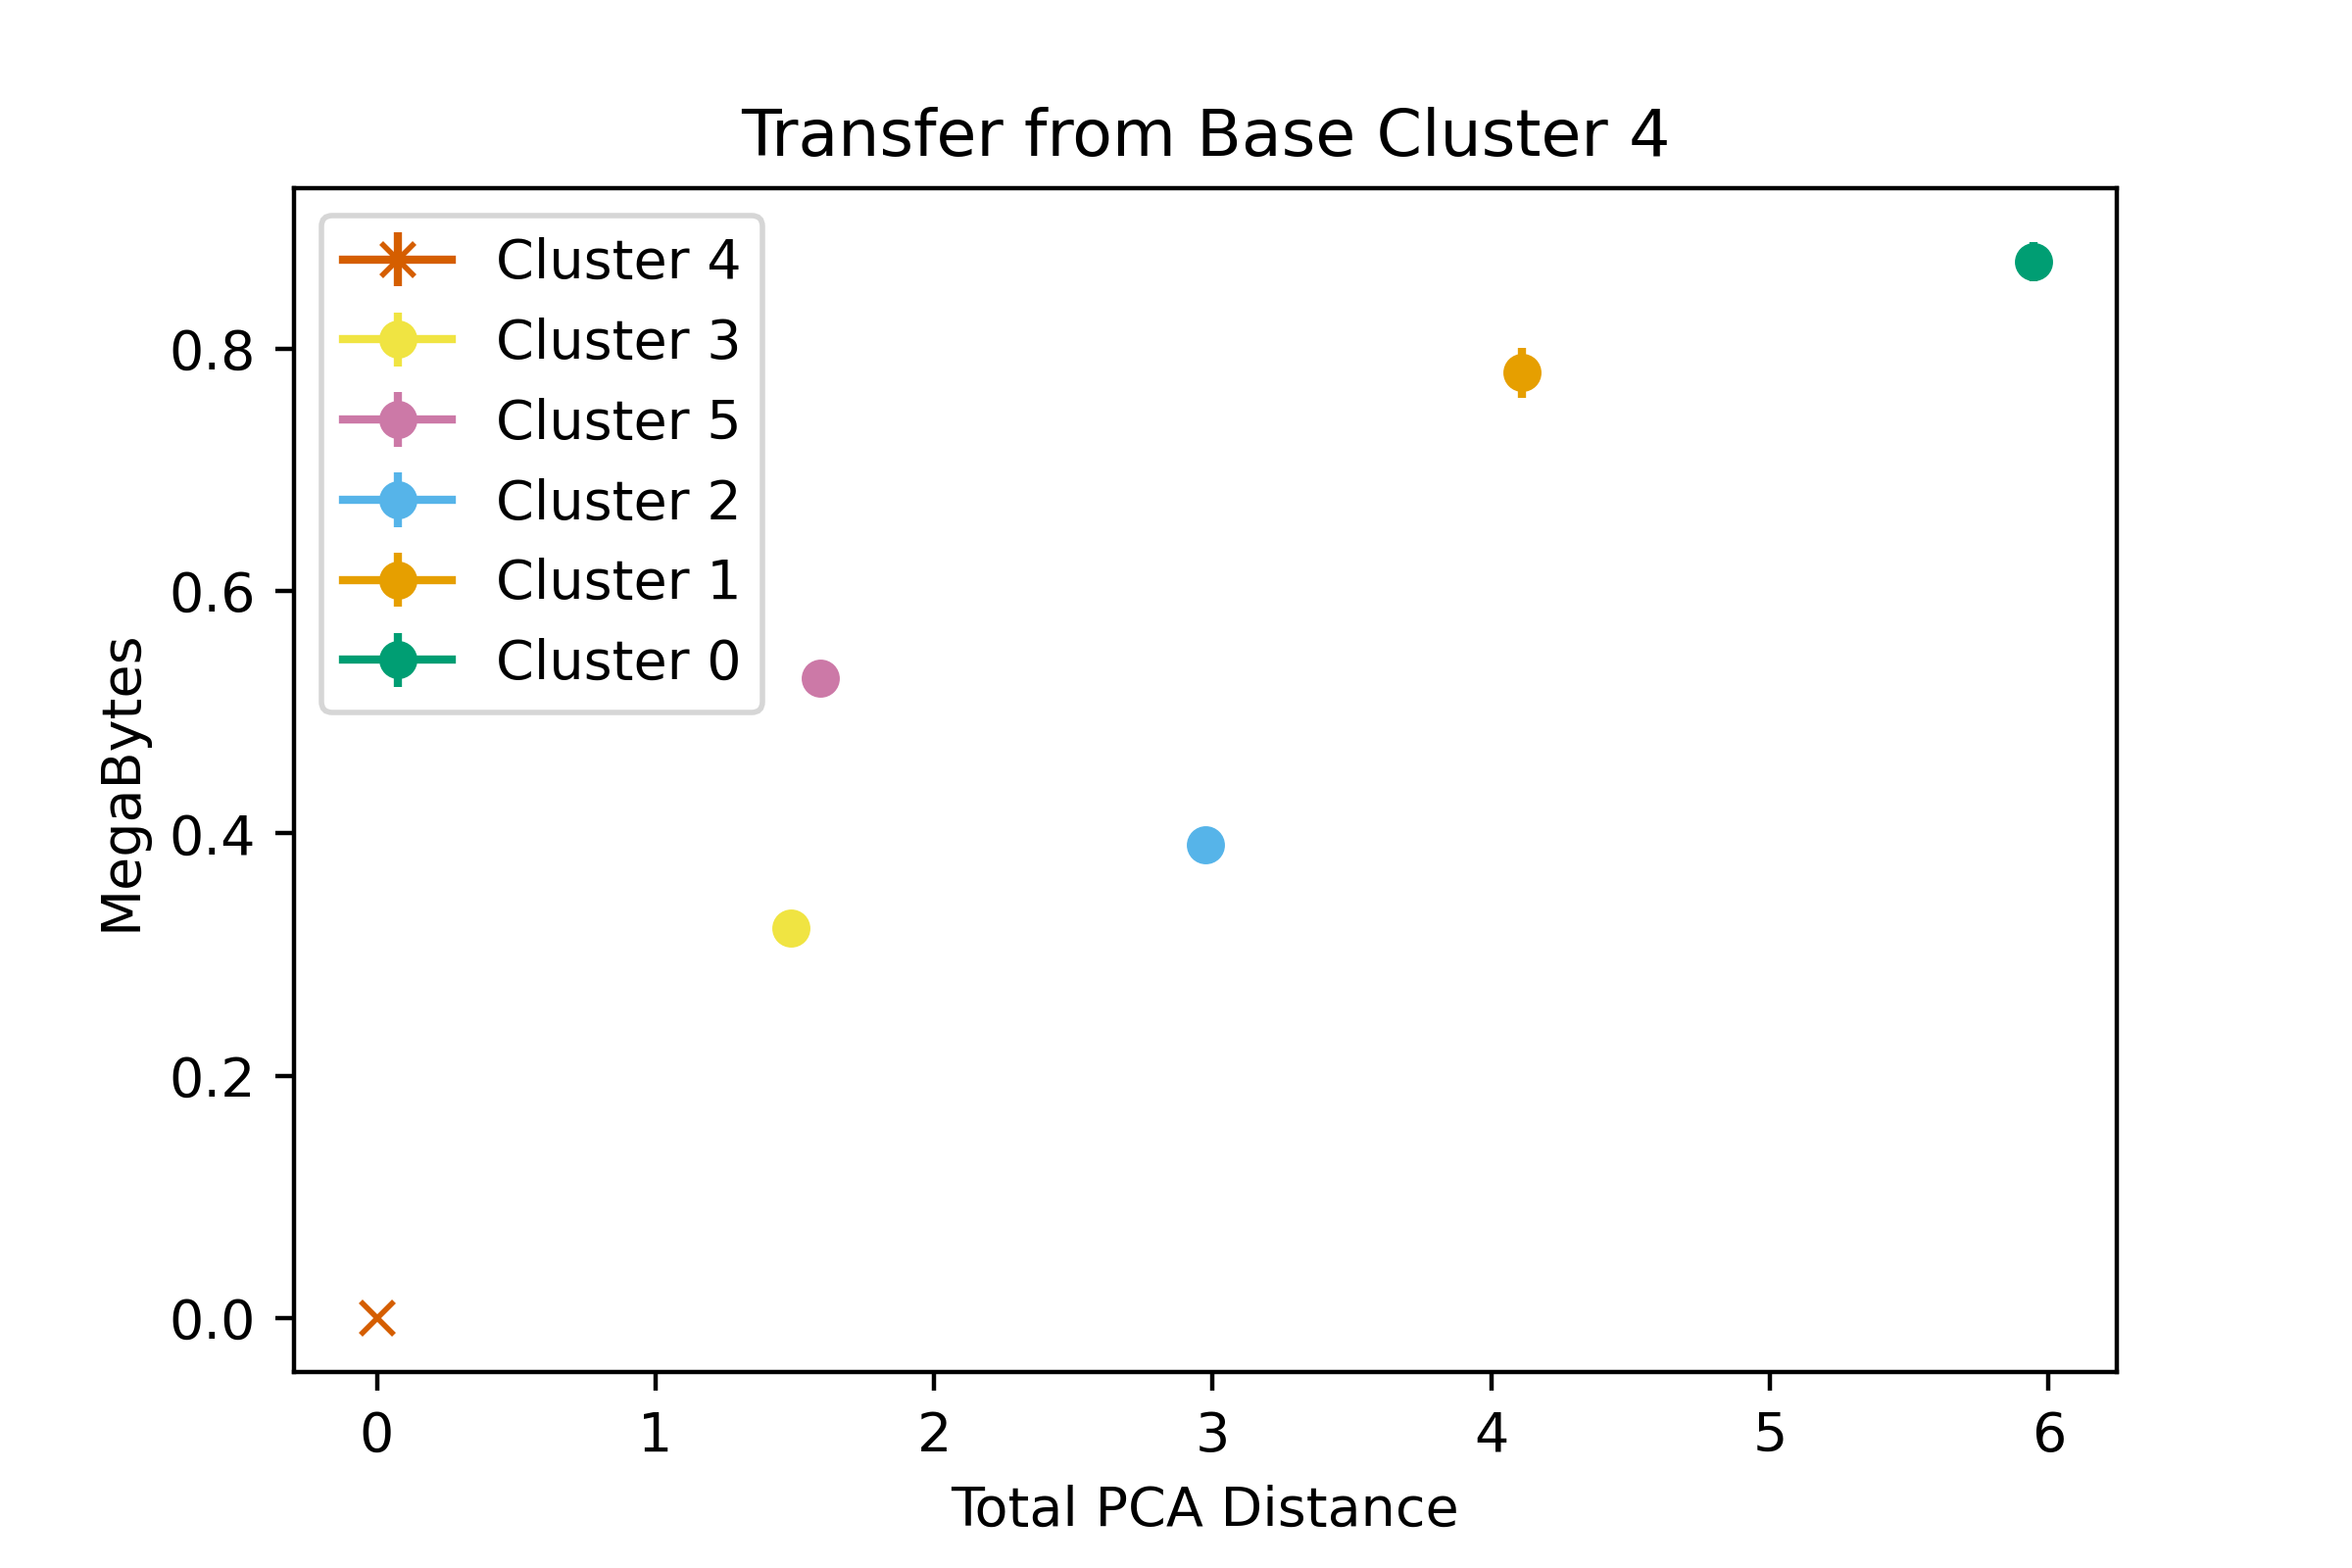 Transfer from Base Cluster 4
Cluster 4
Cluster 3
Cluster 5
Cluster 2
Cluster 1
Cluster 0
MegaBytes
0.8
0.6
0.4
0.2
0.0
0 1 2 3 4 5 6
Total PCA Distance